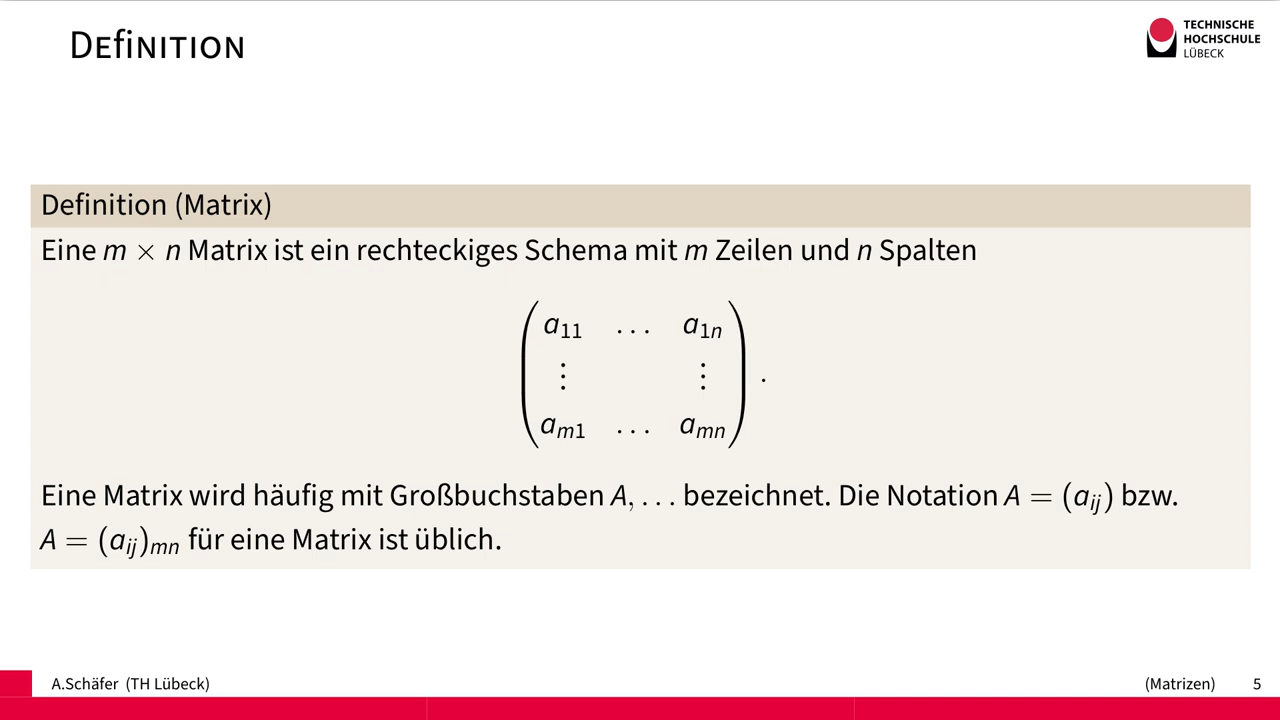 Definition
TECHNISCHE
HOCHSCHULE
LÜBECK
Definition (Matrix)
Eine m × n Matrix ist ein rechteckiges Schema mit m Zeilen und n Spalten
a11 … a1n
⋮ ⋮
am1 … amn .
Eine Matrix wird häufig mit Großbuchstaben A, … bezeichnet. Die Notation A = (aij) bzw.
A = (aij)mn für eine Matrix ist üblich.
A.Schäfer (TH Lübeck) (Matrizen) 5